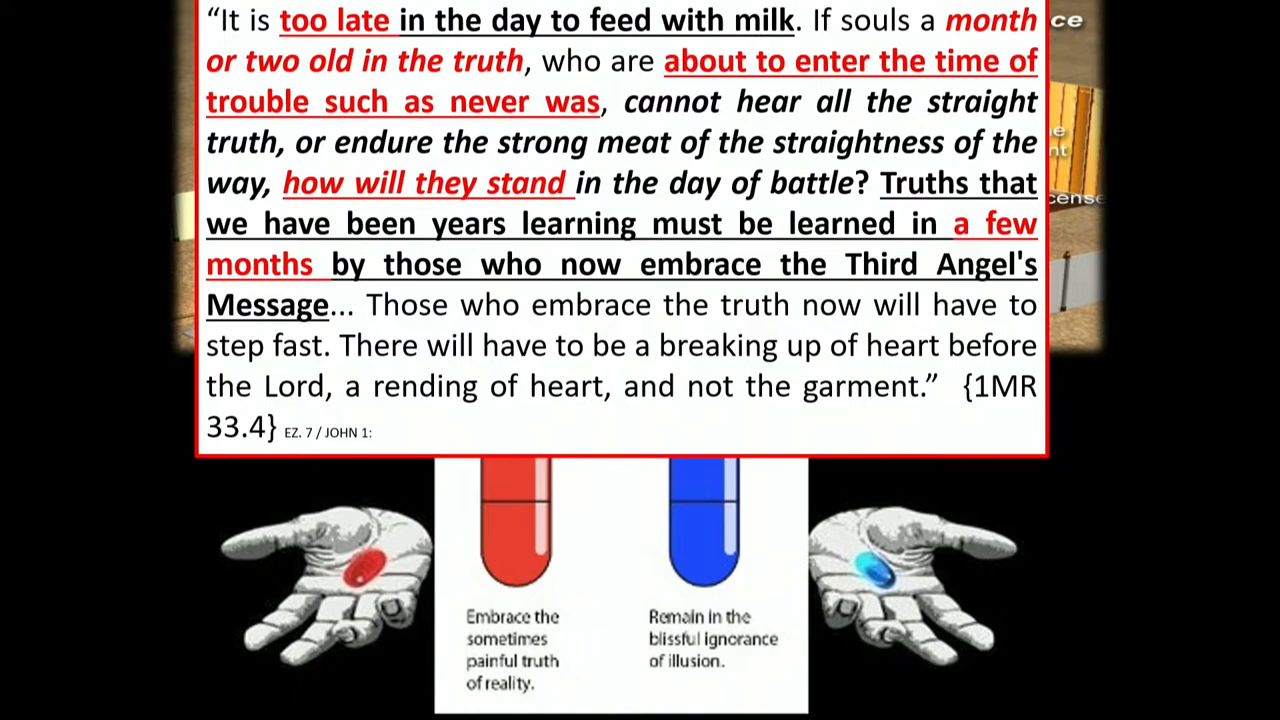 “It is too late in the day to feed with milk. If souls a month
or two old in the truth, who are about to enter the time of
trouble such as never was, cannot hear all the straight
truth, or endure the strong meat of the straightness of the
way, how will they stand in the day of battle? Truths that
we have been years learning must be learned in a few
months by those who now embrace the Third Angel's
Message... Those who embrace the truth now will have to
step fast. There will have to be a breaking up of heart before
the Lord, a rending of heart, and not the garment.” {1MR
33.4} EZ. 7 / JOHN 1:
Embrace the
sometimes
painful truth
of reality.
Remain in the
blissful ignorance
of illusion.